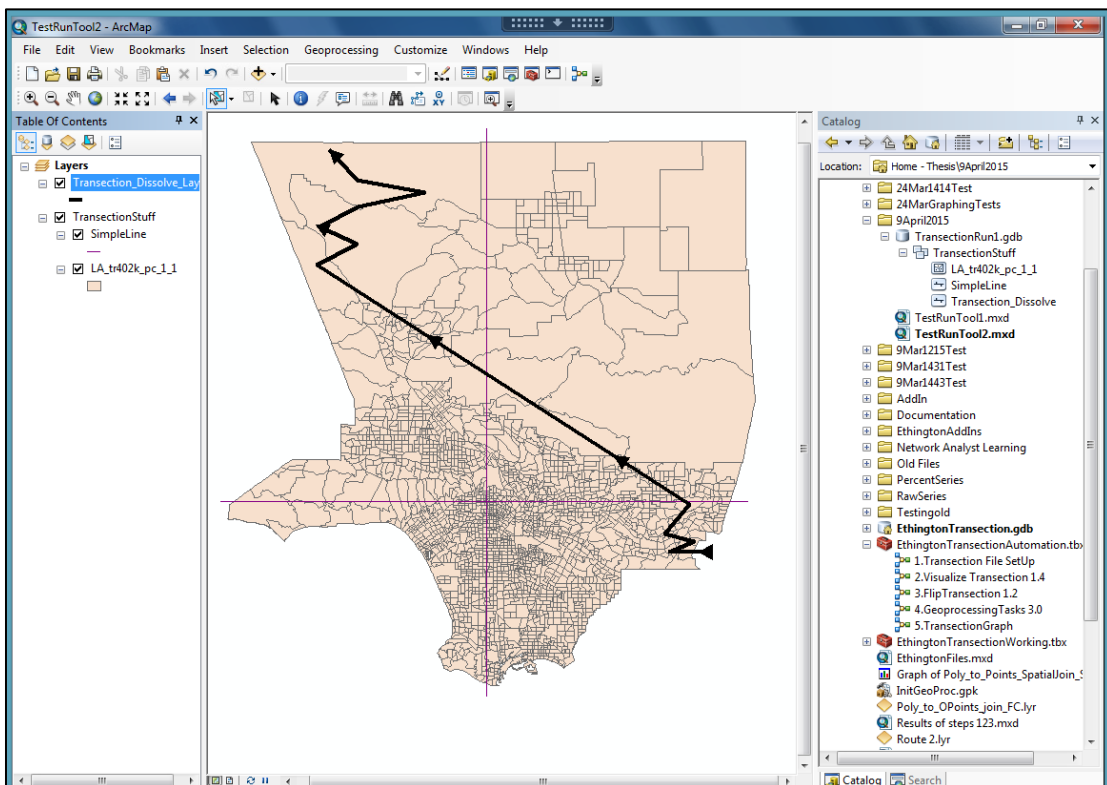 TestRunTool2 - ArcMap
File Edit View Bookmarks Insert Selection Geoprocessing Customize Windows Help
Table Of Contents
Layers
Transection_Dissolve_Lay
TransectionStuff
SimpleLine
LA_tr402k_pc_1_1
Catalog
Location: Home - Thesis\9April2015
24Mar1414Test
24MarGraphingTests
9April2015
TransectionRun1.gdb
TransectionStuff
LA_tr402k_pc_1_1
SimpleLine
Transection_Dissolve
TestRunTool1.mxd
TestRunTool2.mxd
9Mar1215Test
9Mar1431Test
9Mar1443Test
AddIn
Documentation
EthingtonAddIns
Network Analyst Learning
Old Files
PercentSeries
RawSeries
Testingold
EthingtonTransection.gdb
EthingtonTransectionAutomation.tbx
1.Transection File SetUp
2.Visualize Transection 1.4
3.FlipTransection 1.2
4.GeoprocessingTasks 3.0
5.TransectionGraph
EthingtonTransectionWorking.tbx
EthingtonFiles.mxd
Graph of Poly_to_Points_SpatialJoin_S
InitGeoProc.gpk
Poly_to_OPoints_join_FC.lyr
Results of steps 123.mxd
Route 2.lyr
Catalog Search